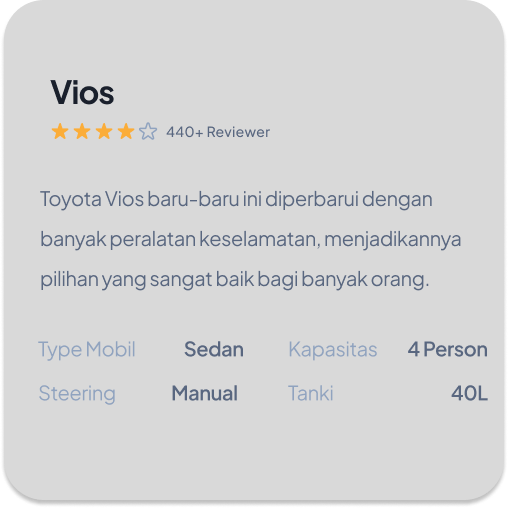 Vios
440+ Reviewer
Toyota Vios baru-baru ini diperbarui dengan
banyak peralatan keselamatan, menjadikannya
pilihan yang sangat baik bagi banyak orang.
Type Mobil Sedan Kapasitas 4 Person
Steering Manual Tanki 40L